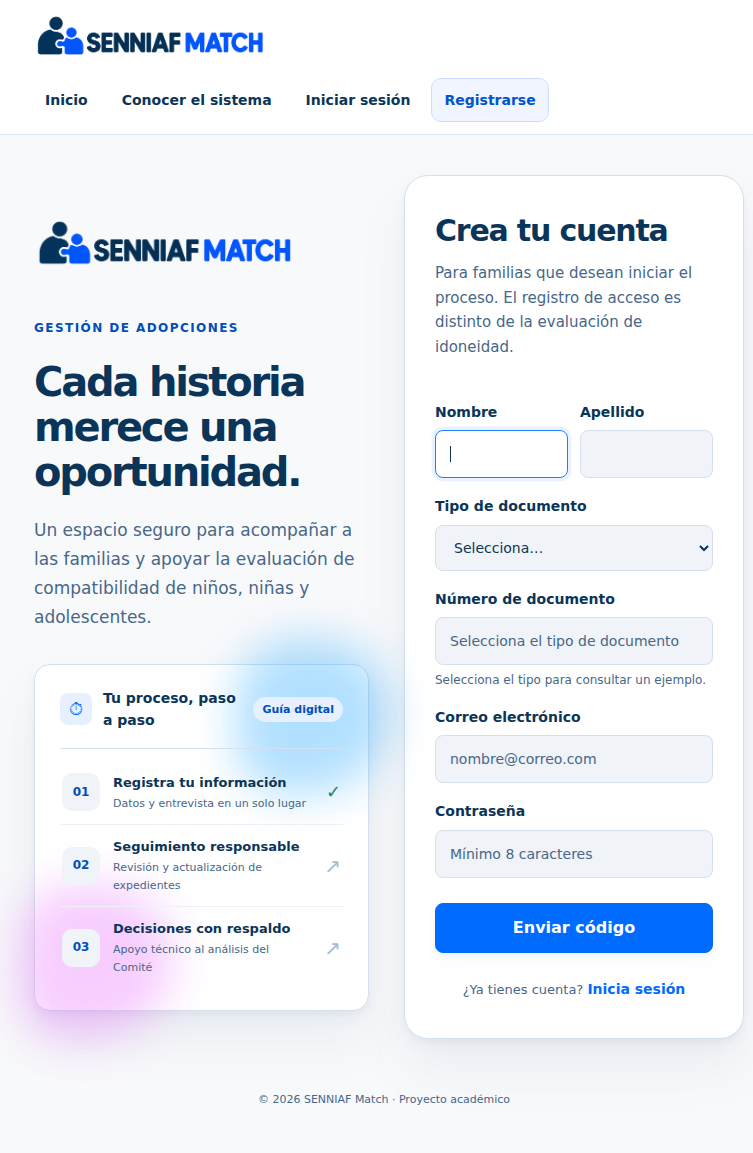 SENNIAF MATCH
Inicio
Conocer el sistema
Iniciar sesión
Registrarse
SENNIAF MATCH
GESTIÓN DE ADOPCIONES
Cada historia
merece una
oportunidad.
Un espacio seguro para acompañar a
las familias y apoyar la evaluación de
compatibilidad de niños, niñas y
adolescentes.
Tu proceso, paso
a paso
Guía digital
01
Registra tu información
Datos y entrevista en un solo lugar
✓
02
Seguimiento responsable
Revisión y actualización de
expedientes
↗
03
Decisiones con respaldo
Apoyo técnico al análisis del
Comité
↗
Crea tu cuenta
Para familias que desean iniciar el
proceso. El registro de acceso es
distinto de la evaluación de
idoneidad.
Nombre
Apellido
Tipo de documento
Selecciona...
Número de documento
Selecciona el tipo de documento
Selecciona el tipo para consultar un ejemplo.
Correo electrónico
nombre@correo.com
Contraseña
Mínimo 8 caracteres
Enviar código
¿Ya tienes cuenta? Inicia sesión
© 2026 SENNIAF Match · Proyecto académico